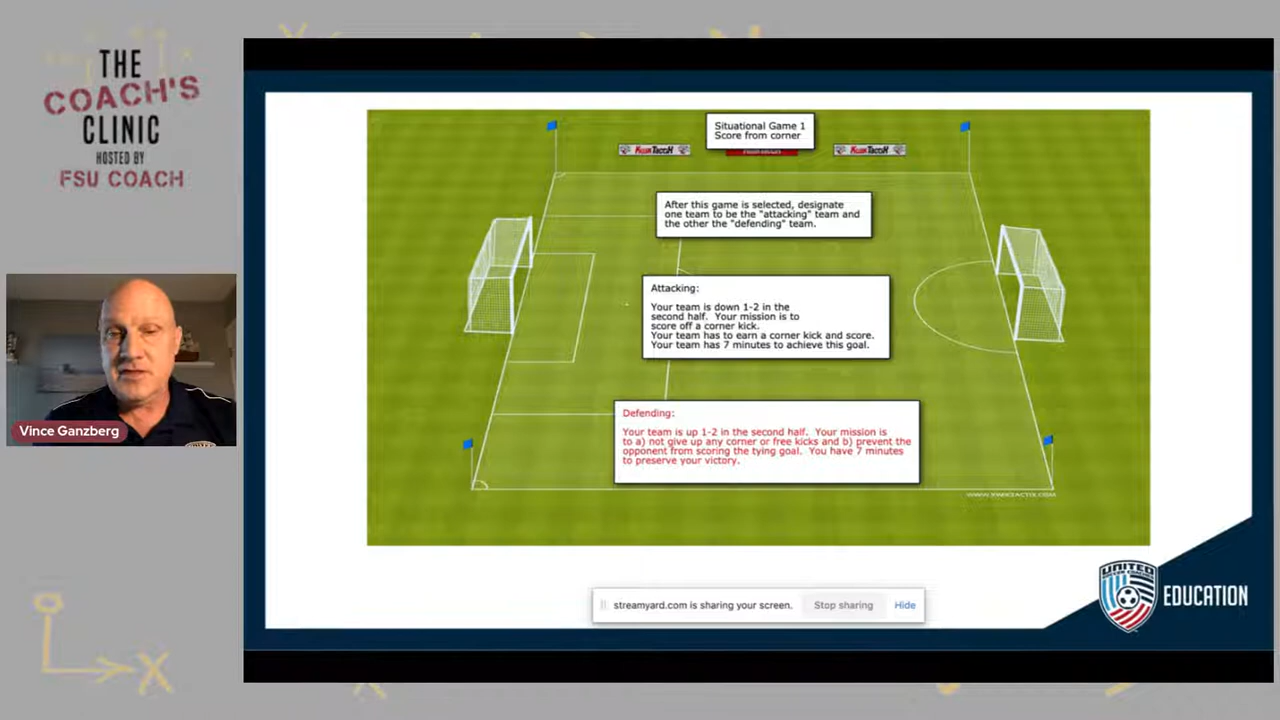 THE
COACH'S
CLINIC
HOSTED BY
FSU COACH
Vince Ganzberg
Situational Game 1
Score from corner
After this game is selected, designate
one team to be the "attacking" team and
the other the "defending" team.
Attacking:
Your team is down 1-2 in the
second half. Your mission is to
score off a corner kick.
Your team has to earn a corner kick and score.
Your team has 7 minutes to achieve this goal.
Defending:
Your team is up 1-2 in the second half. Your mission is
to a) not give up any corner or free kicks and b) prevent the
opponent from scoring the tying goal. You have 7 minutes
to preserve your victory.
streamyard.com is sharing your screen.
Stop sharing
Hide
UNITED
EDUCATION